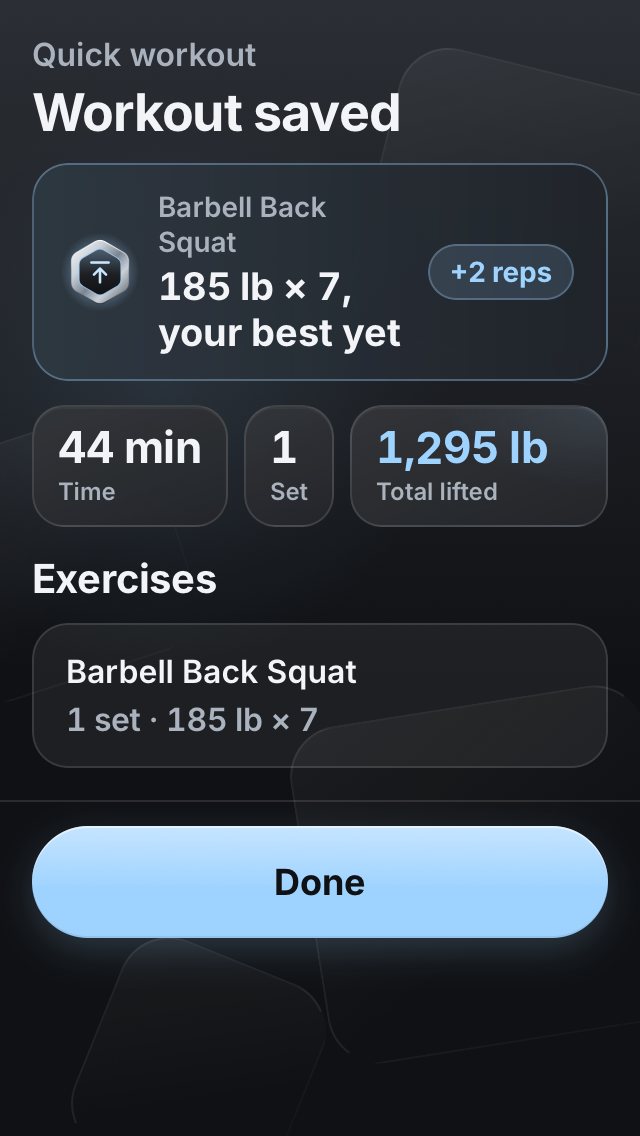 Quick workout
Workout saved
Barbell Back
Squat
185 lb × 7,
your best yet
+2 reps
44 min
Time
1
Set
1,295 lb
Total lifted
Exercises
Barbell Back Squat
1 set · 185 lb × 7
Done